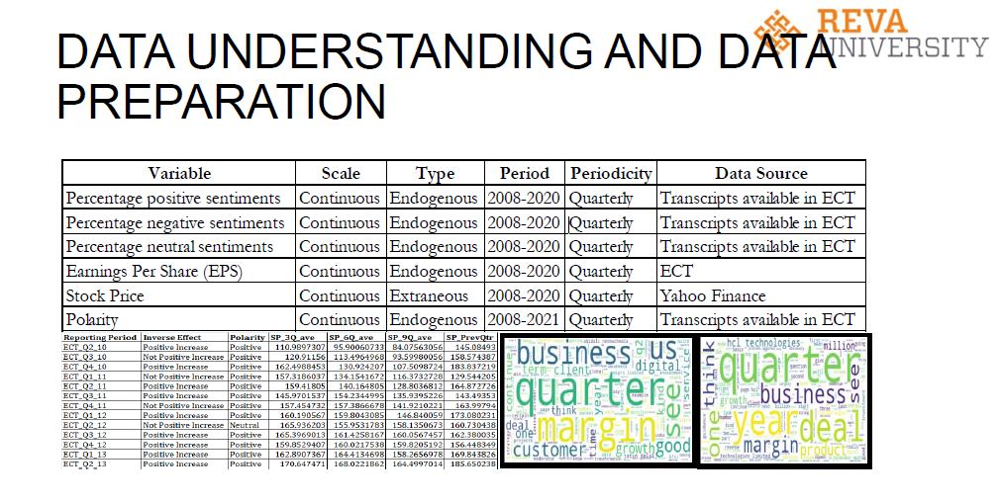 REVA
UNIVERSITY
DATA UNDERSTANDING AND DATA
PREPARATION
Variable Scale Type Period Periodicity Data Source
Percentage positive sentiments Continuous Endogenous 2008-2020 Quarterly Transcripts available in ECT
Percentage negative sentiments Continuous Endogenous 2008-2020 Quarterly Transcripts available in ECT
Percentage neutral sentiments Continuous Endogenous 2008-2020 Quarterly Transcripts available in ECT
Earnings Per Share (EPS) Continuous Endogenous 2008-2020 Quarterly ECT
Stock Price Continuous Extraneous 2008-2020 Quarterly Yahoo Finance
Polarity Continuous Endogenous 2008-2021 Quarterly Transcripts available in ECT
Reporting Period Inverse Effect Polarity SP_3Q_ave SP_6Q_ave SP_9Q_ave SP_PrevQtr
ECT_Q2_10 Positive Increase Positive 110.9897307 95.90060733 84.07563056 145.08493
ECT_Q3_10 Not Positive Increase Positive 120.91156 113.4964968 93.59980056 158.574387
ECT_Q4_10 Positive Increase Positive 162.4988453 130.924207 107.5098724 183.837219
ECT_Q1_11 Not Positive Increase Positive 157.3186037 134.1541672 116.3732728 129.544205
ECT_Q2_11 Positive Increase Positive 159.41805 140.164805 128.8036812 164.872726
ECT_Q3_11 Positive Increase Positive 145.9701537 154.2344995 135.9395226 143.49353
ECT_Q4_11 Not Positive Increase Positive 157.454732 157.3866678 141.9210221 163.99794
ECT_Q1_12 Positive Increase Positive 160.190567 159.8043085 146.840059 173.080231
ECT_Q2_12 Not Positive Increase Neutral 165.936203 155.9531783 158.1350673 160.730438
ECT_Q3_12 Positive Increase Positive 165.3969013 161.4258167 160.0567457 162.380035
ECT_Q4_12 Positive Increase Positive 159.8529407 160.0217538 159.8205192 156.448349
ECT_Q1_13 Positive Increase Positive 162.8907367 164.4134698 158.2656978 169.843826
ECT_Q2_13 Positive Increase Positive 170.647471 168.0221862 164.4997014 185.650238
business us
term client digital
continue
quarter
service
see
think
year
kind
deal
one
margin
time
customer
growth
good
think
hcl technologies million
quarter
see
business
one
year
deal
growth
margin product
technologies limited